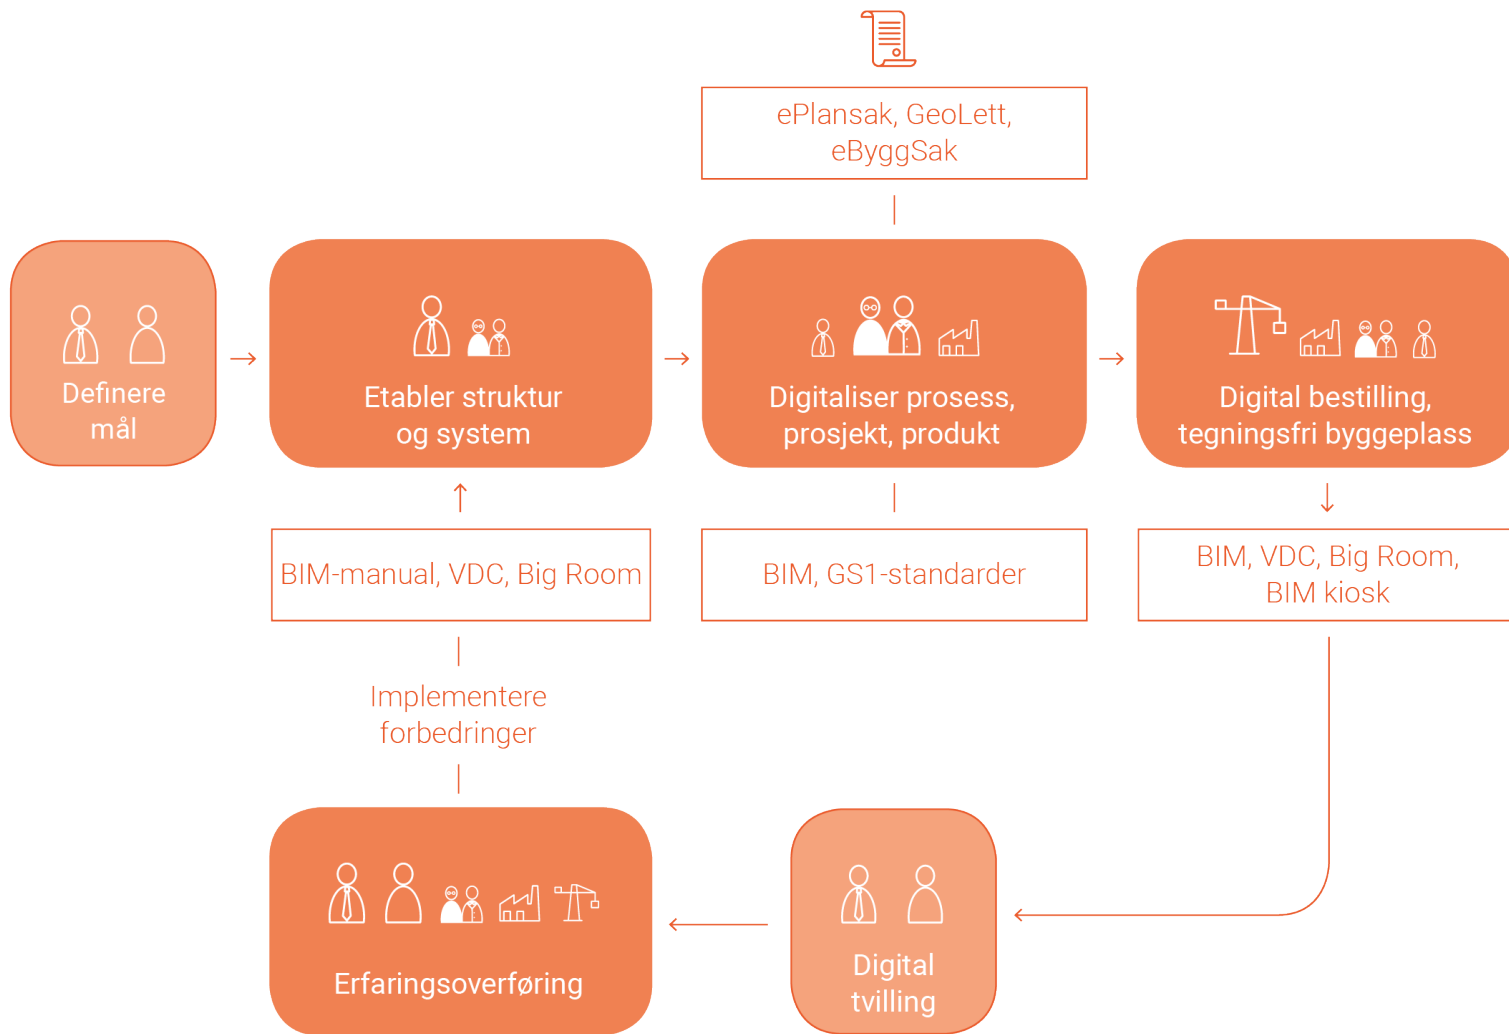 ePlansak, GeoLett,
eByggSak
Definere
mål
Etabler struktur
og system
Digitaliser prosess,
prosjekt, produkt
Digital bestilling,
tegningsfri byggeplass
BIM-manual, VDC, Big Room
BIM, GS1-standarder
BIM, VDC, Big Room,
BIM kiosk
Implementere
forbedringer
Erfaringsoverføring
Digital
tvilling